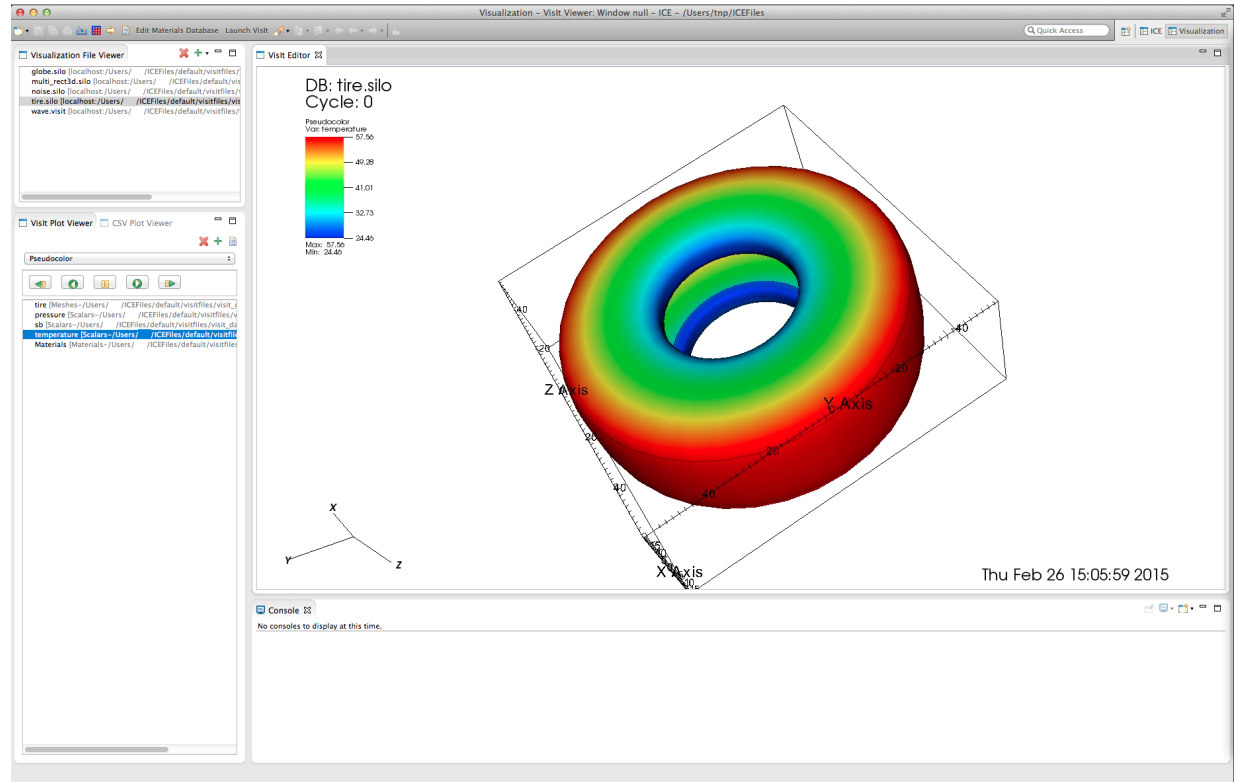 Visualization – VisIt Viewer: Window null – ICE – /Users/tnp/ICEFiles
Edit Materials Database Launch VisIt
Quick Access
ICE
Visualization
Visualization File Viewer
globe.silo [localhost:/Users/ /ICEFiles/default/visitfiles/
multi_rect3d.silo [localhost:/Users/ /ICEFiles/default/vis
noise.silo [localhost:/Users/ /ICEFiles/default/visitfiles/
tire.silo [localhost:/Users/ /ICEFiles/default/visitfiles/vis
wave.visit [localhost:/Users/ /ICEFiles/default/visitfiles/
VisIt Plot Viewer
CSV Plot Viewer
Pseudocolor
tire [Meshes–/Users/ /ICEFiles/default/visitfiles/visit_d
pressure [Scalars–/Users/ /ICEFiles/default/visitfiles/v
sb [Scalars–/Users/ /ICEFiles/default/visitfiles/visit_da
temperature [Scalars–/Users/ /ICEFiles/default/visitfile
Materials [Materials–/Users/ /ICEFiles/default/visitfiles
VisIt Editor
DB: tire.silo
Cycle: 0
Pseudocolor
Var: temperature
57.56
49.28
41.01
32.73
24.46
Max: 57.56
Min: 24.46
-40
-20
Z Axis
20
40
-40
-20
Y Axis
0
20
40
X Axis
X
Y
Z
Thu Feb 26 15:05:59 2015
Console
No consoles to display at this time.